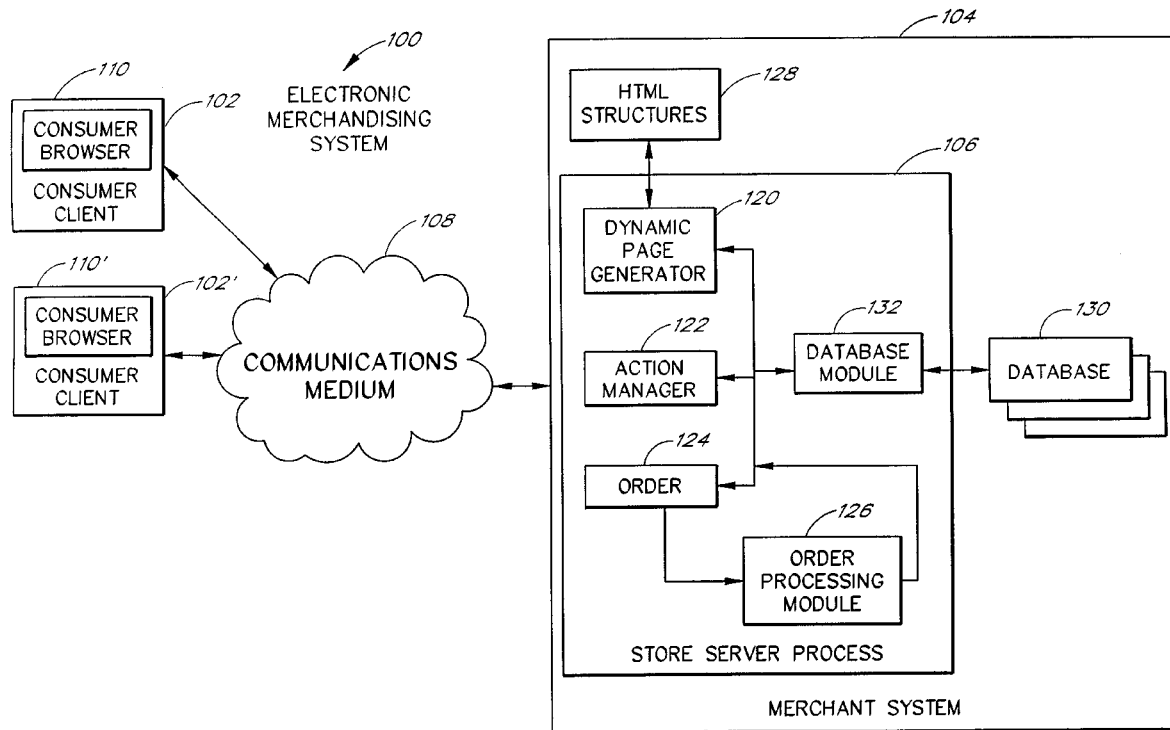 100
ELECTRONIC
MERCHANDISING
SYSTEM
110
102
CONSUMER
BROWSER
CONSUMER
CLIENT
110'
102'
CONSUMER
BROWSER
CONSUMER
CLIENT
108
COMMUNICATIONS
MEDIUM
104
128
HTML
STRUCTURES
106
120
DYNAMIC
PAGE
GENERATOR
122
ACTION
MANAGER
132
DATABASE
MODULE
130
DATABASE
124
ORDER
126
ORDER
PROCESSING
MODULE
STORE SERVER PROCESS
MERCHANT SYSTEM